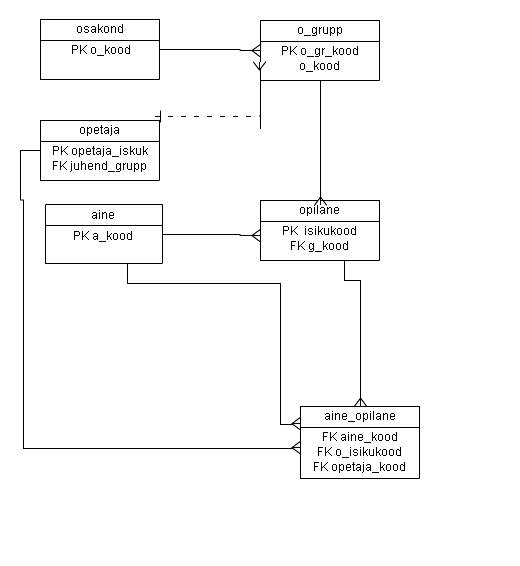 osakond
PK o_kood
o_grupp
PK o_gr_kood
o_kood
opetaja
PK opetaja_iskuk
FK juhend_grupp
aine
PK a_kood
opilane
PK isikukood
FK g_kood
aine_opilane
FK aine_kood
FK o_isikukood
FK opetaja_kood